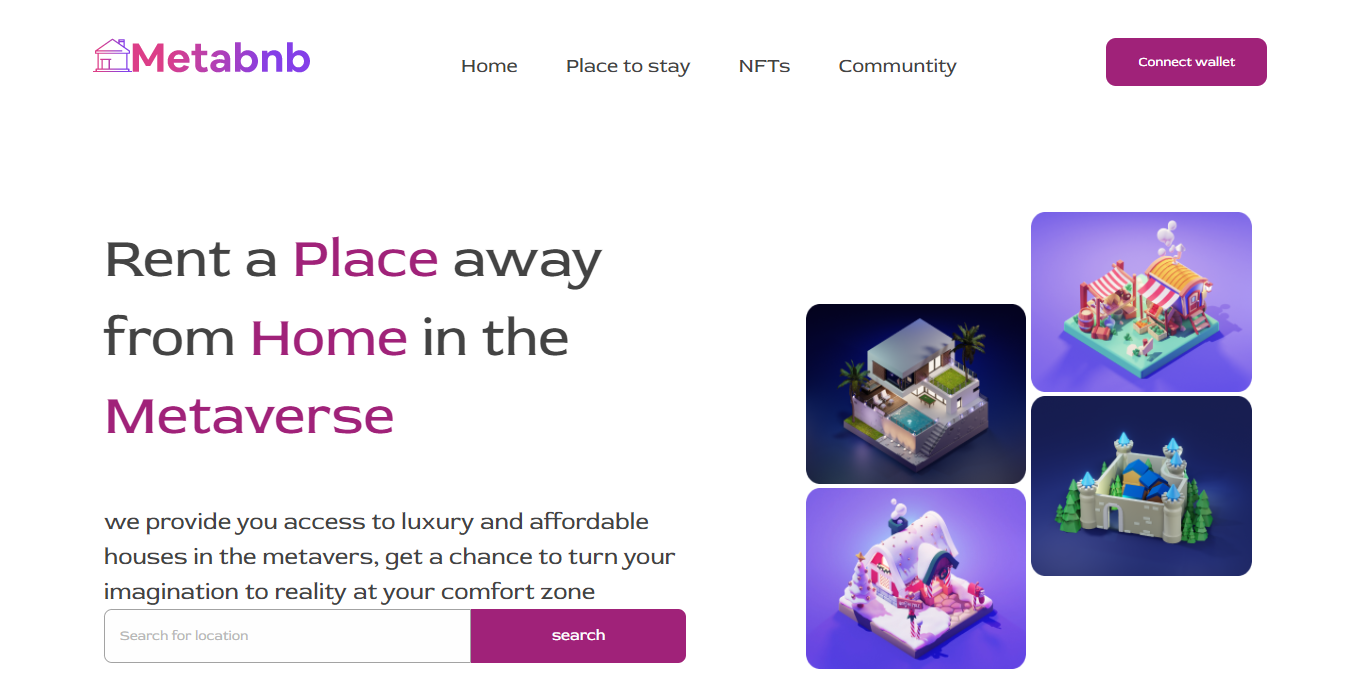 Metabnb
Home
Place to stay
NFTs
Communtity
Connect wallet
Rent a Place away
from Home in the
Metaverse
we provide you access to luxury and affordable
houses in the metavers, get a chance to turn your
imagination to reality at your comfort zone
Search for location
search